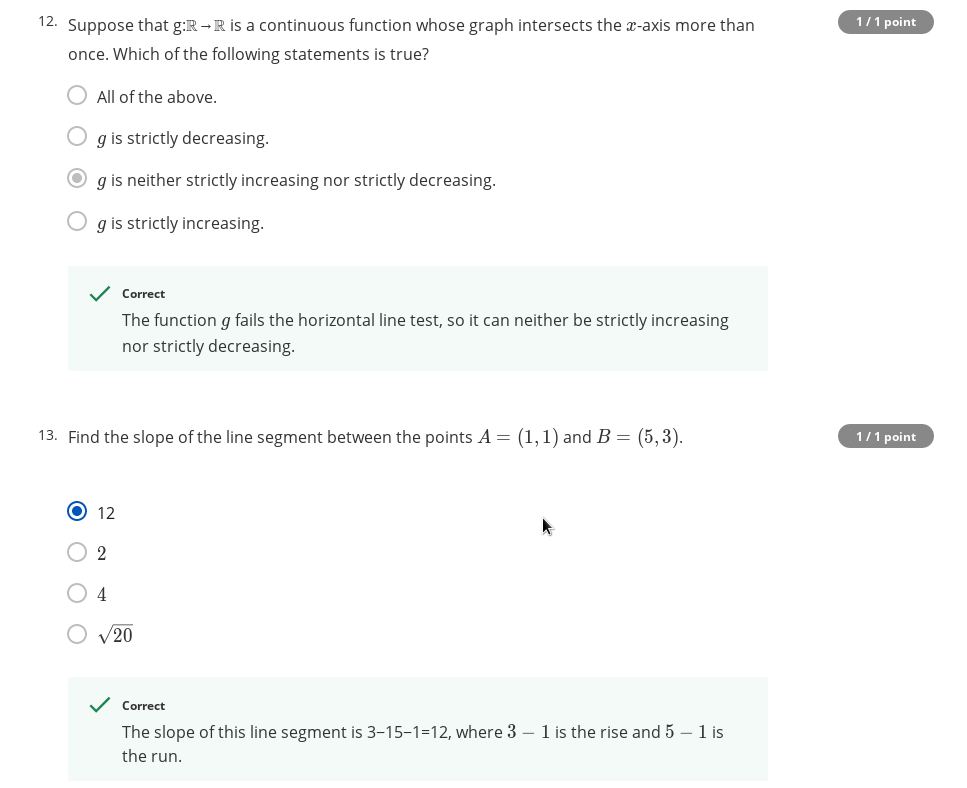 12. Suppose that g:ℝ→ℝ is a continuous function whose graph intersects the x-axis more than 1 / 1 point
once. Which of the following statements is true?
All of the above.
g is strictly decreasing.
g is neither strictly increasing nor strictly decreasing.
g is strictly increasing.
Correct
The function g fails the horizontal line test, so it can neither be strictly increasing
nor strictly decreasing.
13. Find the slope of the line segment between the points A = (1, 1) and B = (5, 3). 1 / 1 point
12
2
4
√20
Correct
The slope of this line segment is 3−15−1=12, where 3 − 1 is the rise and 5 − 1 is
the run.